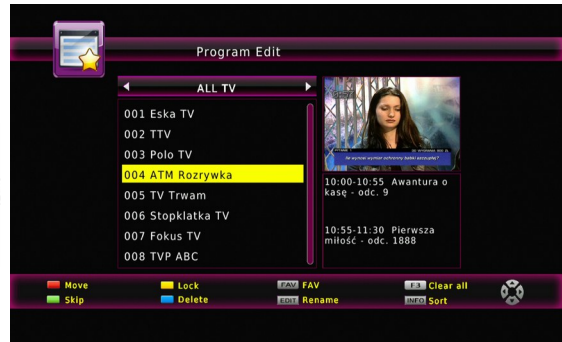 Program Edit
ALL TV
001 Eska TV
002 TTV
003 Polo TV
004 ATM Rozrywka
005 TV Trwam
006 Stopklatka TV
007 Fokus TV
008 TVP ABC
10:00-10:55 Awantura o
kasę - odc. 9
10:55-11:30 Pierwsza
miłość - odc. 1888
Move
Lock
FAV FAV
F3 Clear all
Skip
Delete
EDIT Rename
INFO Sort